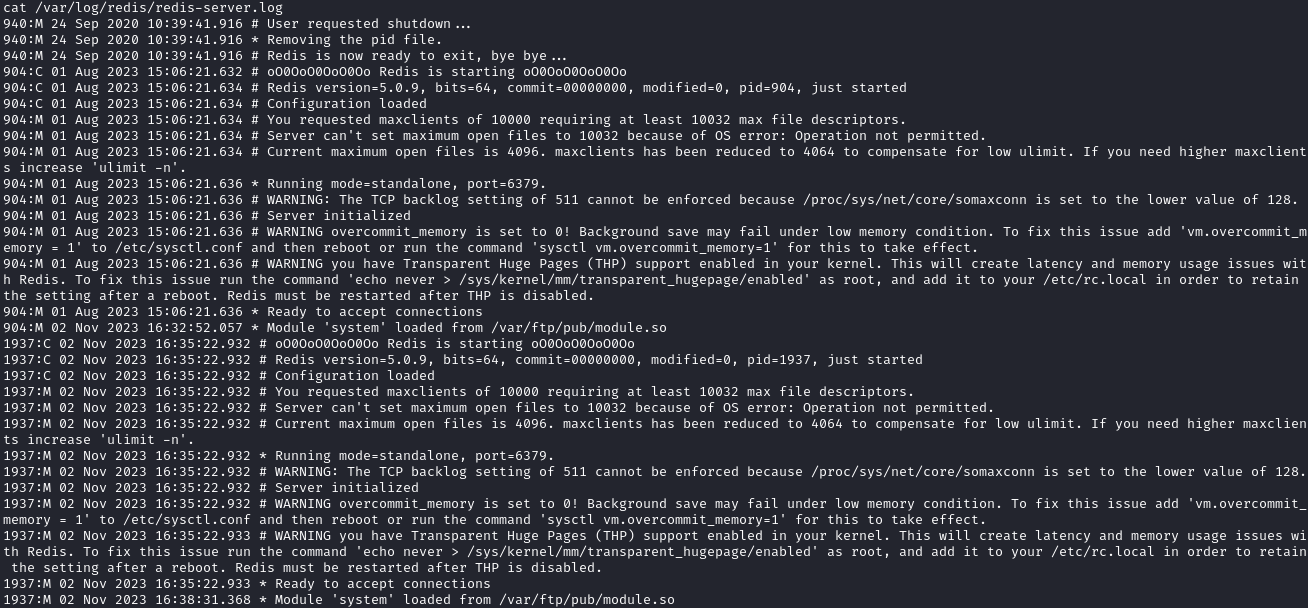 cat /var/log/redis/redis-server.log
940:M 24 Sep 2020 10:39:41.916 # User requested shutdown...
940:M 24 Sep 2020 10:39:41.916 * Removing the pid file.
940:M 24 Sep 2020 10:39:41.916 # Redis is now ready to exit, bye bye...
904:C 01 Aug 2023 15:06:21.632 # oO0OoO0OoO0Oo Redis is starting oO0OoO0OoO0Oo
904:C 01 Aug 2023 15:06:21.634 # Redis version=5.0.9, bits=64, commit=00000000, modified=0, pid=904, just started
904:C 01 Aug 2023 15:06:21.634 # Configuration loaded
904:M 01 Aug 2023 15:06:21.634 # You requested maxclients of 10000 requiring at least 10032 max file descriptors.
904:M 01 Aug 2023 15:06:21.634 # Server can't set maximum open files to 10032 because of OS error: Operation not permitted.
904:M 01 Aug 2023 15:06:21.634 # Current maximum open files is 4096. maxclients has been reduced to 4064 to compensate for low ulimit. If you need higher maxclient
s increase 'ulimit -n'.
904:M 01 Aug 2023 15:06:21.636 * Running mode=standalone, port=6379.
904:M 01 Aug 2023 15:06:21.636 # WARNING: The TCP backlog setting of 511 cannot be enforced because /proc/sys/net/core/somaxconn is set to the lower value of 128.
904:M 01 Aug 2023 15:06:21.636 # Server initialized
904:M 01 Aug 2023 15:06:21.636 # WARNING overcommit_memory is set to 0! Background save may fail under low memory condition. To fix this issue add 'vm.overcommit_m
emory = 1' to /etc/sysctl.conf and then reboot or run the command 'sysctl vm.overcommit_memory=1' for this to take effect.
904:M 01 Aug 2023 15:06:21.636 # WARNING you have Transparent Huge Pages (THP) support enabled in your kernel. This will create latency and memory usage issues wit
h Redis. To fix this issue run the command 'echo never > /sys/kernel/mm/transparent_hugepage/enabled' as root, and add it to your /etc/rc.local in order to retain
the setting after a reboot. Redis must be restarted after THP is disabled.
904:M 01 Aug 2023 15:06:21.636 * Ready to accept connections
904:M 02 Nov 2023 16:32:52.057 * Module 'system' loaded from /var/ftp/pub/module.so
1937:C 02 Nov 2023 16:35:22.932 # oO0OoO0OoO0Oo Redis is starting oO0OoO0OoO0Oo
1937:C 02 Nov 2023 16:35:22.932 # Redis version=5.0.9, bits=64, commit=00000000, modified=0, pid=1937, just started
1937:C 02 Nov 2023 16:35:22.932 # Configuration loaded
1937:M 02 Nov 2023 16:35:22.932 # You requested maxclients of 10000 requiring at least 10032 max file descriptors.
1937:M 02 Nov 2023 16:35:22.932 # Server can't set maximum open files to 10032 because of OS error: Operation not permitted.
1937:M 02 Nov 2023 16:35:22.932 # Current maximum open files is 4096. maxclients has been reduced to 4064 to compensate for low ulimit. If you need higher maxclien
ts increase 'ulimit -n'.
1937:M 02 Nov 2023 16:35:22.932 * Running mode=standalone, port=6379.
1937:M 02 Nov 2023 16:35:22.932 # WARNING: The TCP backlog setting of 511 cannot be enforced because /proc/sys/net/core/somaxconn is set to the lower value of 128.
1937:M 02 Nov 2023 16:35:22.932 # Server initialized
1937:M 02 Nov 2023 16:35:22.932 # WARNING overcommit_memory is set to 0! Background save may fail under low memory condition. To fix this issue add 'vm.overcommit_
memory = 1' to /etc/sysctl.conf and then reboot or run the command 'sysctl vm.overcommit_memory=1' for this to take effect.
1937:M 02 Nov 2023 16:35:22.933 # WARNING you have Transparent Huge Pages (THP) support enabled in your kernel. This will create latency and memory usage issues wi
th Redis. To fix this issue run the command 'echo never > /sys/kernel/mm/transparent_hugepage/enabled' as root, and add it to your /etc/rc.local in order to retain
 the setting after a reboot. Redis must be restarted after THP is disabled.
1937:M 02 Nov 2023 16:35:22.933 * Ready to accept connections
1937:M 02 Nov 2023 16:38:31.368 * Module 'system' loaded from /var/ftp/pub/module.so